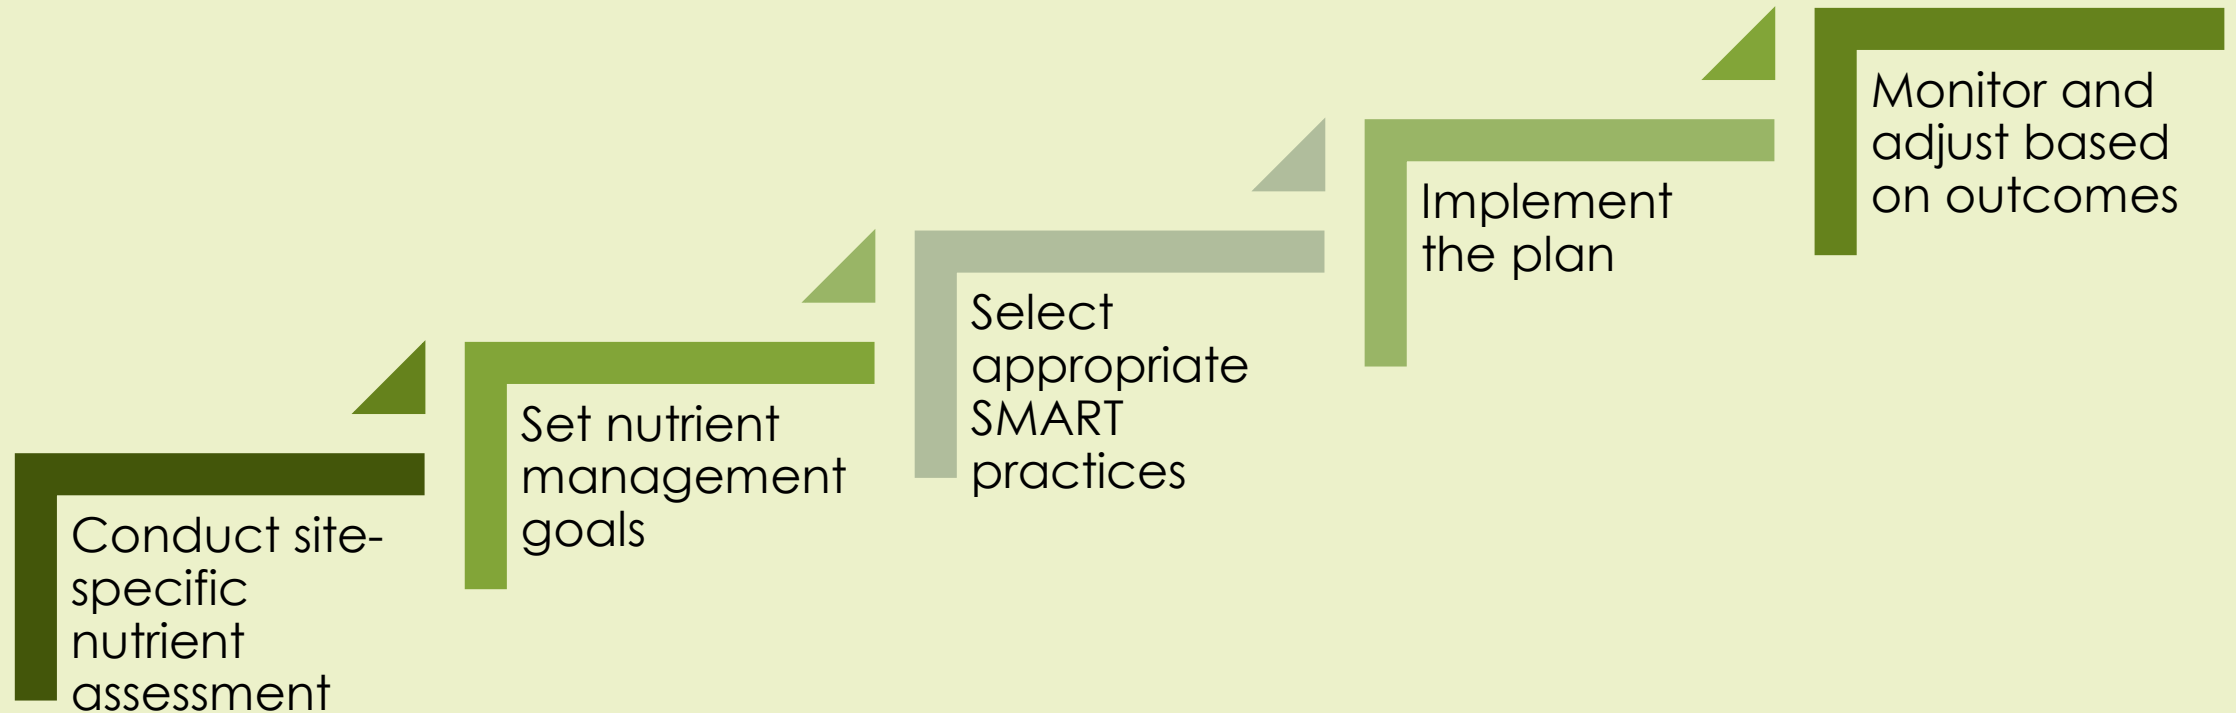 Conduct site-
specific
nutrient
assessment
Set nutrient
management
goals
Select
appropriate
SMART
practices
Implement
the plan
Monitor and
adjust based
on outcomes